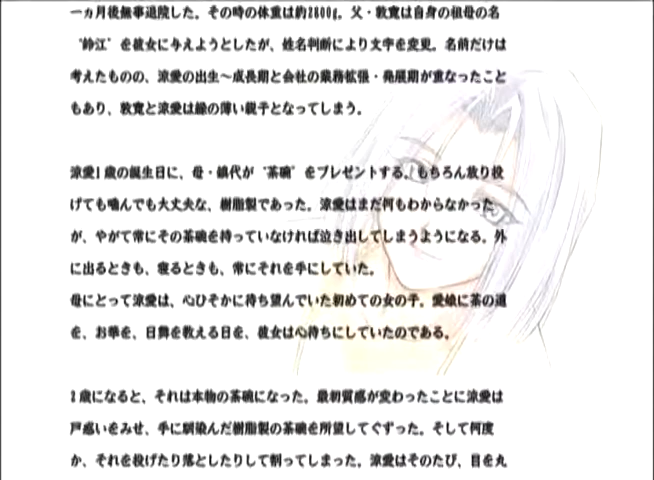 一ヵ月後無事退院した。その時の体重は約2800g。父・敦寛は自身の祖母の名
“鈴江”を彼女に与えようとしたが、姓名判断により文字を変更。名前だけは
考えたものの、涼愛の出生~成長期と会社の業務拡張・発展期が重なったこと
もあり、敦寛と涼愛は縁の薄い親子となってしまう。
涼愛1歳の誕生日に、母・鎮代が“茶碗”をプレゼントする。もちろん放り投
げても噛んでも大丈夫な、樹脂製であった。涼愛はまだ何もわからなかった
が、やがて常にその茶碗を持っていなければ泣き出してしまうようになる。外
に出るときも、寝るときも、常にそれを手にしていた。
母にとって涼愛は、心ひそかに待ち望んでいた初めての女の子。愛娘に茶の道
を、お華を、日舞を教える日を、彼女は心待ちにしていたのである。
2歳になると、それは本物の茶碗になった。最初質感が変わったことに涼愛は
戸惑いをみせ、手に馴染んだ樹脂製の茶碗を所望してぐずった。そして何度
か、それを投げたり落としたりして割ってしまった。涼愛はそのたび、目を丸